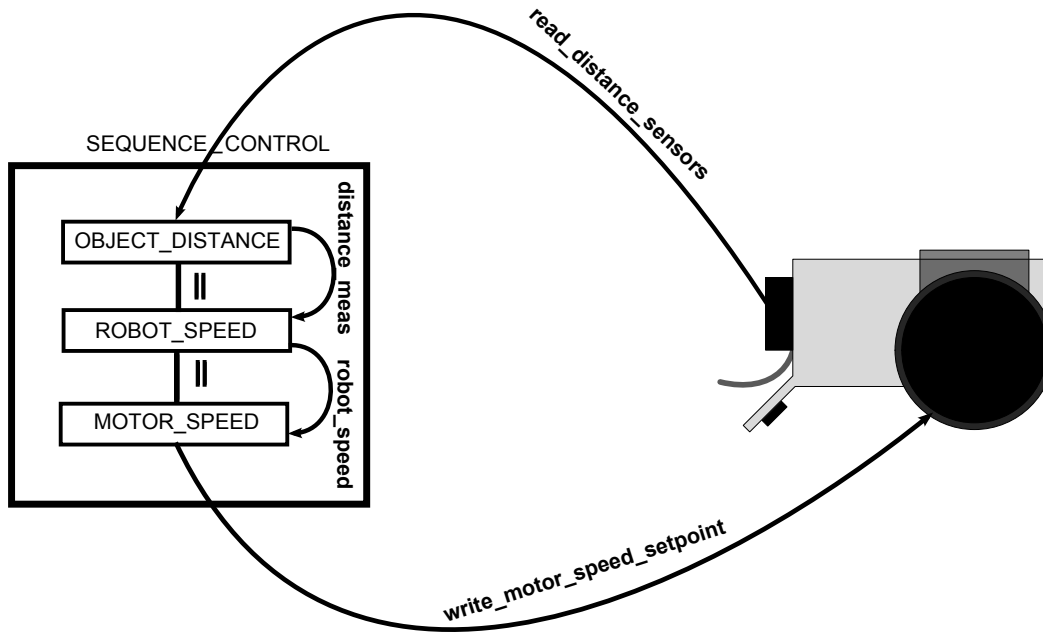 read_distance_sensors
SEQUENCE_CONTROL
OBJECT_DISTANCE
distance_meas
||
ROBOT_SPEED
robot_speed
||
MOTOR_SPEED
write_motor_speed_setpoint